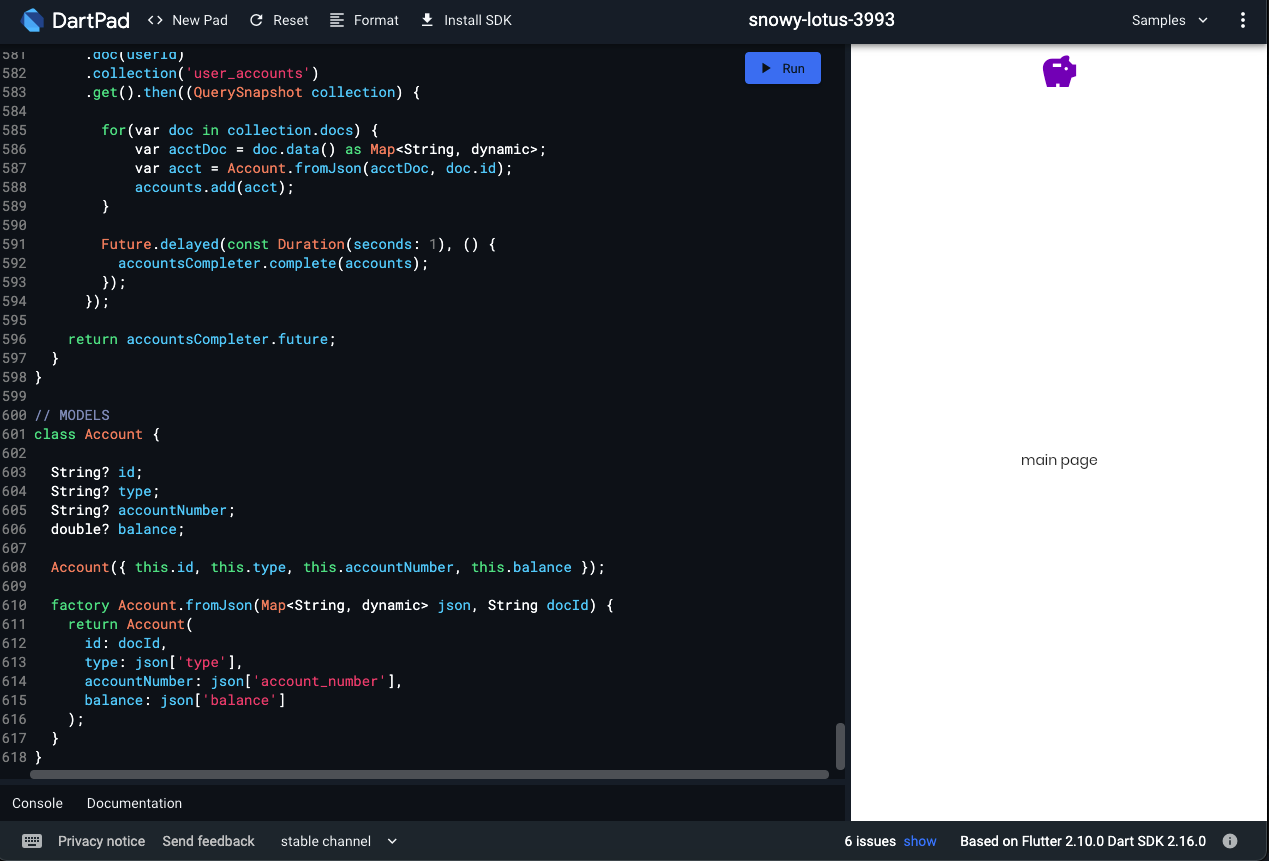 DartPad
<> New Pad
Reset
Format
Install SDK
snowy-lotus-3993
Samples
581 .doc(userId)
582 .collection('user_accounts')
583 .get().then((QuerySnapshot collection) {
584
585 for(var doc in collection.docs) {
586 var acctDoc = doc.data() as Map<String, dynamic>;
587 var acct = Account.fromJson(acctDoc, doc.id);
588 accounts.add(acct);
589 }
590
591 Future.delayed(const Duration(seconds: 1), () {
592 accountsCompleter.complete(accounts);
593 });
594 });
595
596 return accountsCompleter.future;
597 }
598 }
599
600 // MODELS
601 class Account {
602
603 String? id;
604 String? type;
605 String? accountNumber;
606 double? balance;
607
608 Account({ this.id, this.type, this.accountNumber, this.balance });
609
610 factory Account.fromJson(Map<String, dynamic> json, String docId) {
611 return Account(
612 id: docId,
613 type: json['type'],
614 accountNumber: json['account_number'],
615 balance: json['balance']
616 );
617 }
618 }
Run
main page
Console
Documentation
Privacy notice
Send feedback
stable channel
6 issues show
Based on Flutter 2.10.0 Dart SDK 2.16.0